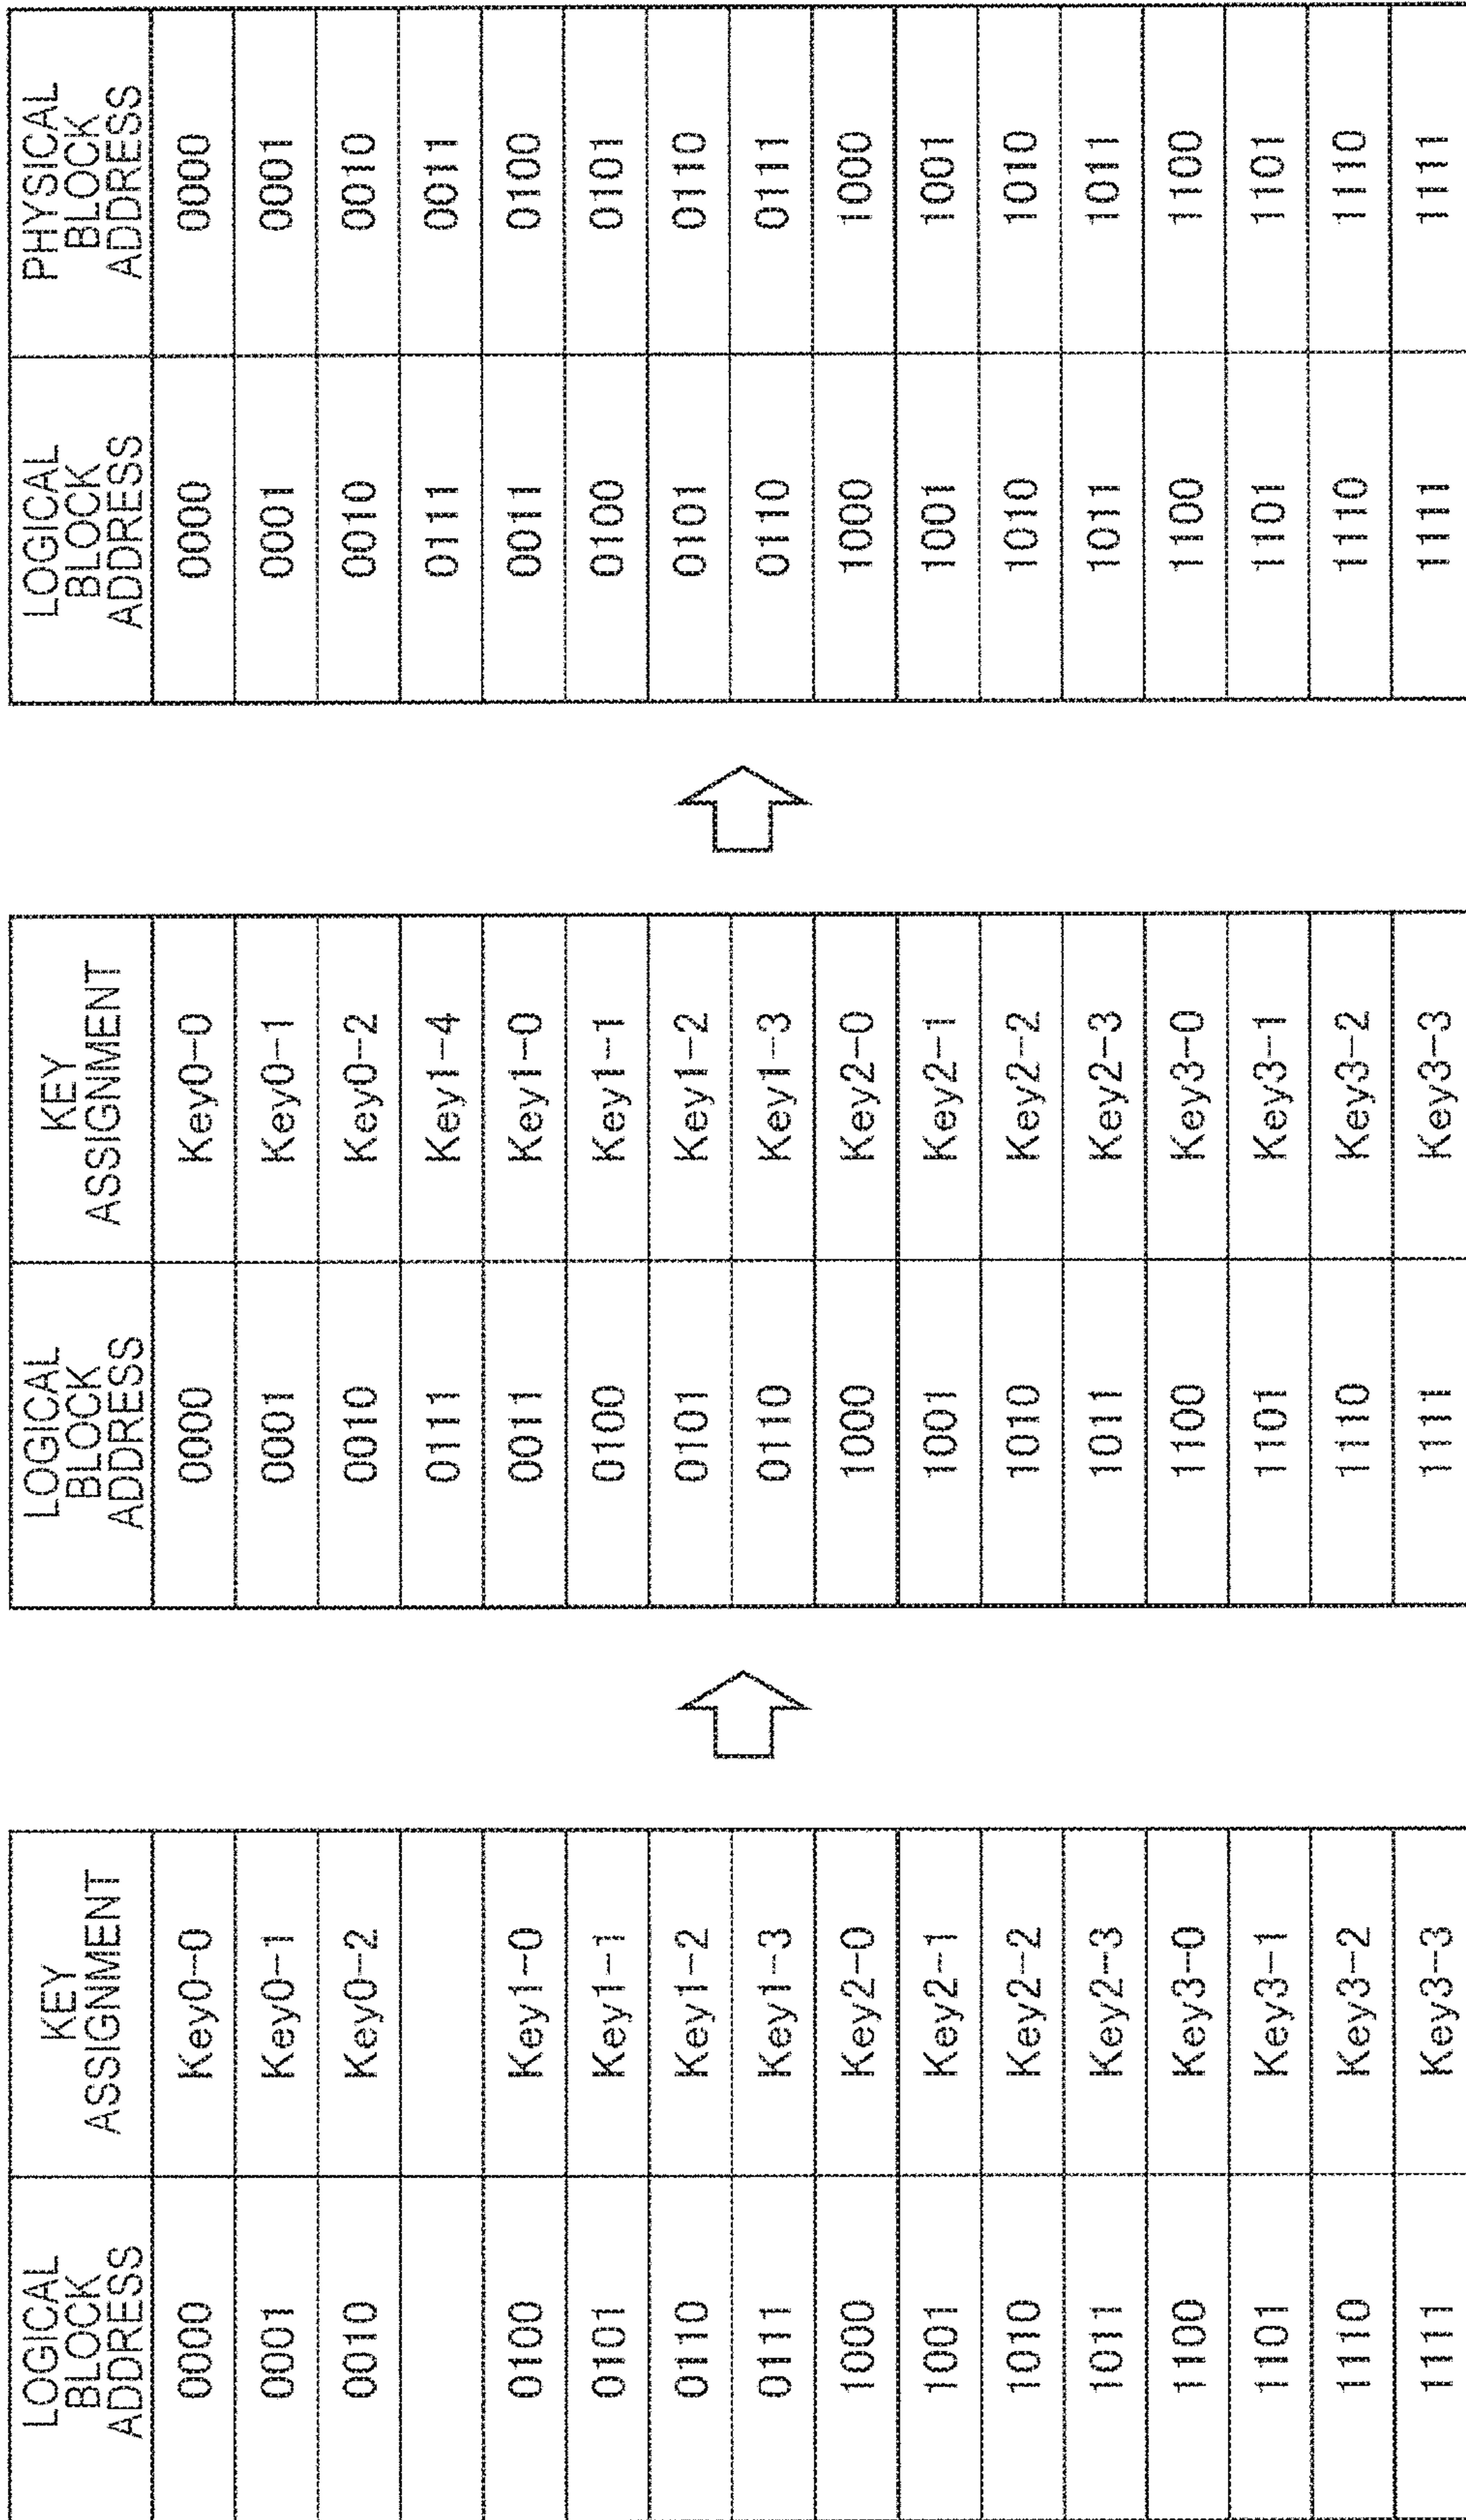 LOGICAL
BLOCK
ADDRESS
KEY
ASSIGNMENT
0000 Key0-0
0001 Key0-1
0010 Key0-2
0100 Key1-0
0101 Key1-1
0110 Key1-2
0111 Key1-3
1000 Key2-0
1001 Key2-1
1010 Key2-2
1011 Key2-3
1100 Key3-0
1101 Key3-1
1110 Key3-2
1111 Key3-3
LOGICAL
BLOCK
ADDRESS
KEY
ASSIGNMENT
0000 Key0-0
0001 Key0-1
0010 Key0-2
0111 Key1-4
0011 Key1-0
0100 Key1-1
0101 Key1-2
0110 Key1-3
1000 Key2-0
1001 Key2-1
1010 Key2-2
1011 Key2-3
1100 Key3-0
1101 Key3-1
1110 Key3-2
1111 Key3-3
LOGICAL
BLOCK
ADDRESS
PHYSICAL
BLOCK
ADDRESS
0000 0000
0001 0001
0010 0010
0111 0011
0011 0100
0100 0101
0101 0110
0110 0111
1000 1000
1001 1001
1010 1010
1011 1011
1100 1100
1101 1101
1110 1110
1111 1111